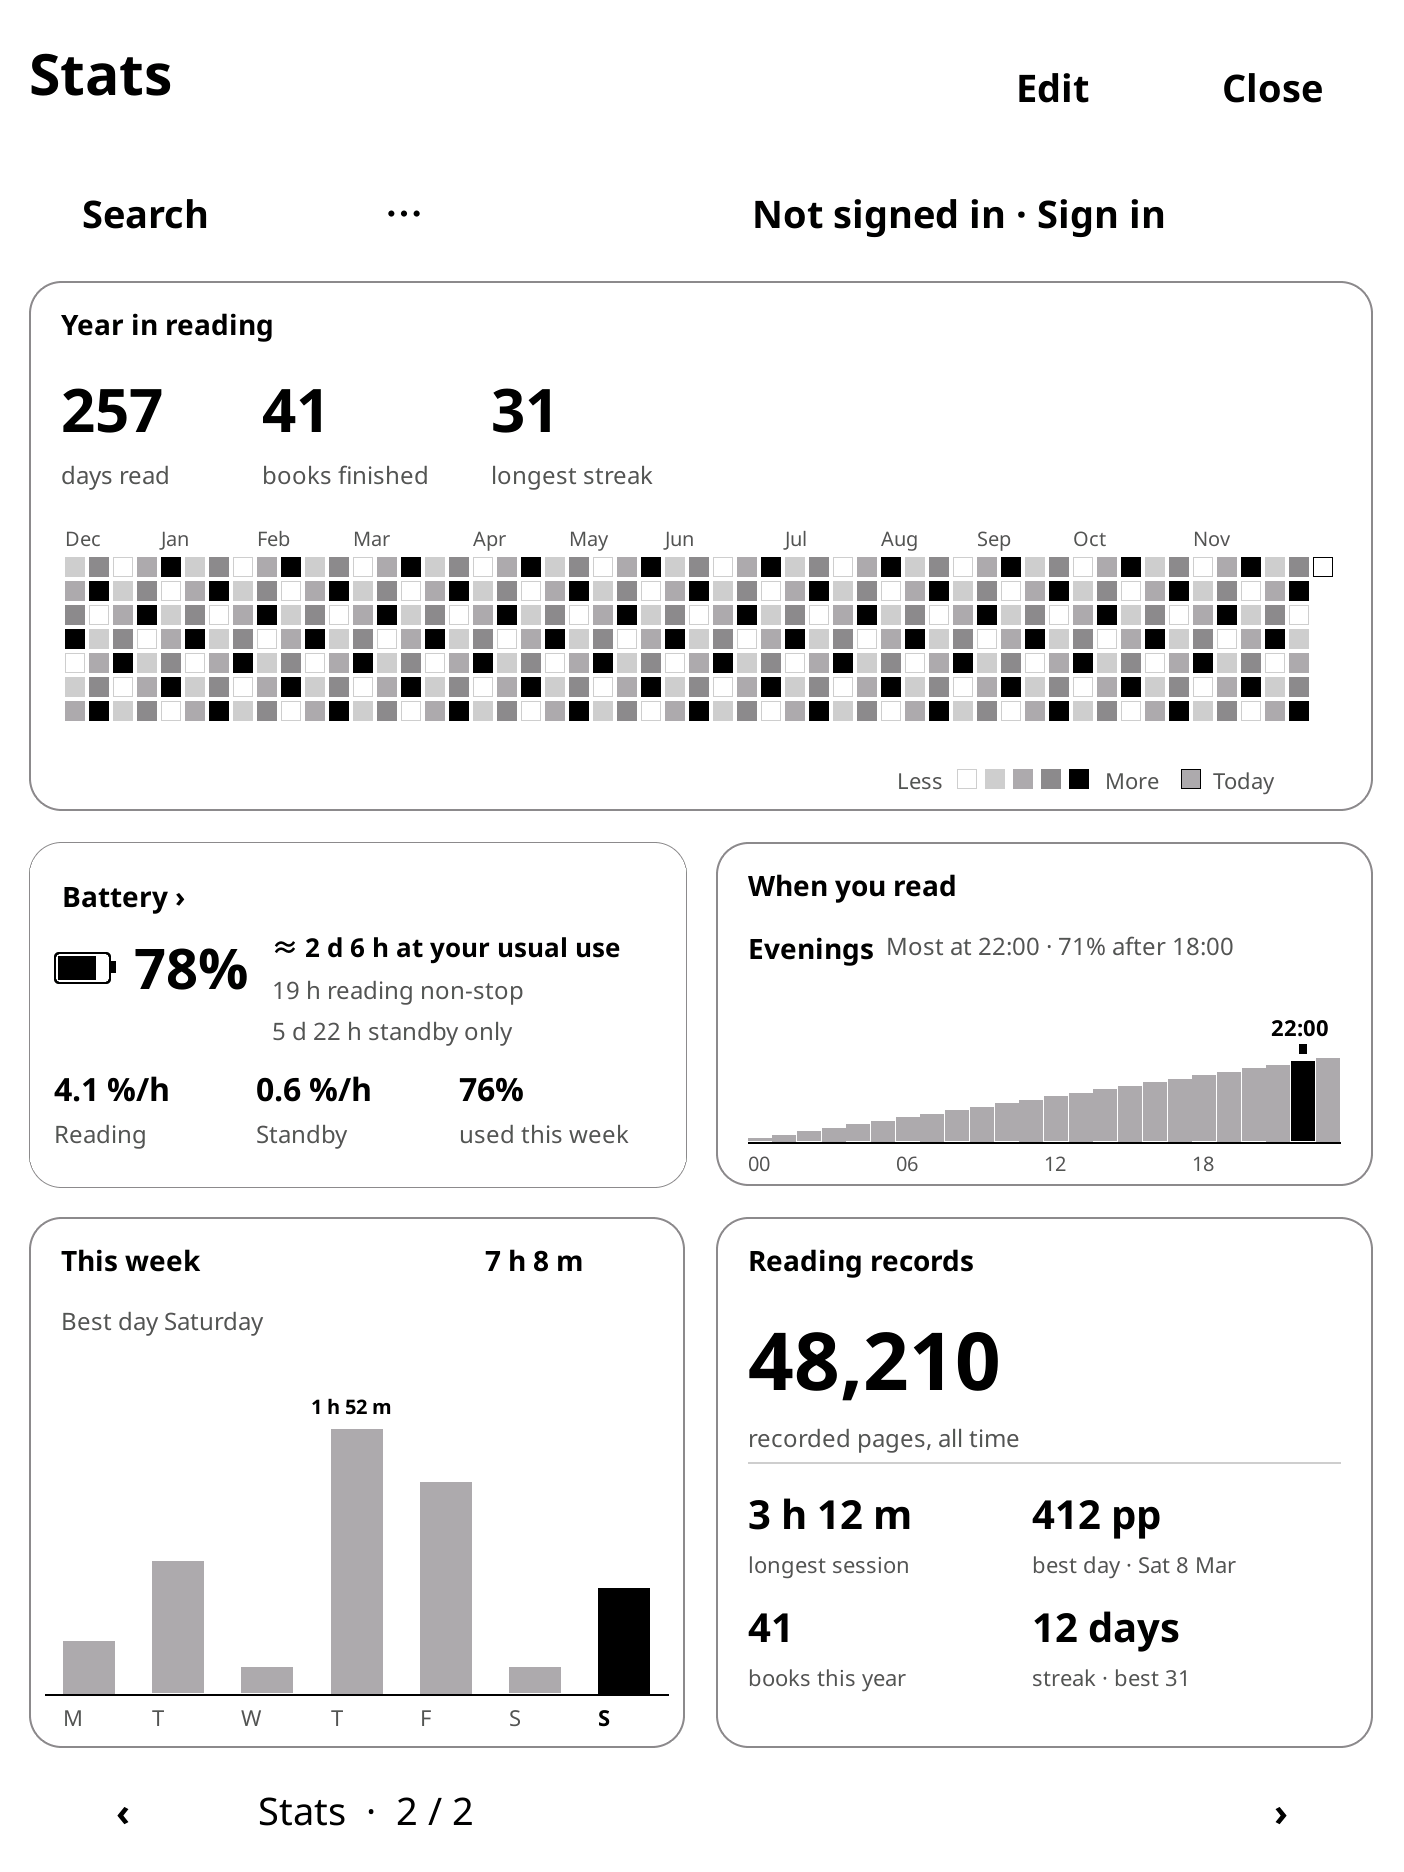 Stats
Edit
Close
Search
···
Not signed in · Sign in
Year in reading
257
41
31
days read
books finished
longest streak
Dec Jan Feb Mar Apr May Jun Jul Aug Sep Oct Nov
Less
More
Today
Battery ›
78%
≈ 2 d 6 h at your usual use
19 h reading non-stop
5 d 22 h standby only
4.1 %/h
0.6 %/h
76%
Reading
Standby
used this week
When you read
Evenings Most at 22:00 · 71% after 18:00
22:00
00 06 12 18
This week
7 h 8 m
Best day Saturday
1 h 52 m
M T W T F S S
Reading records
48,210
recorded pages, all time
3 h 12 m
412 pp
longest session
best day · Sat 8 Mar
41
12 days
books this year
streak · best 31
‹
Stats · 2 / 2
›